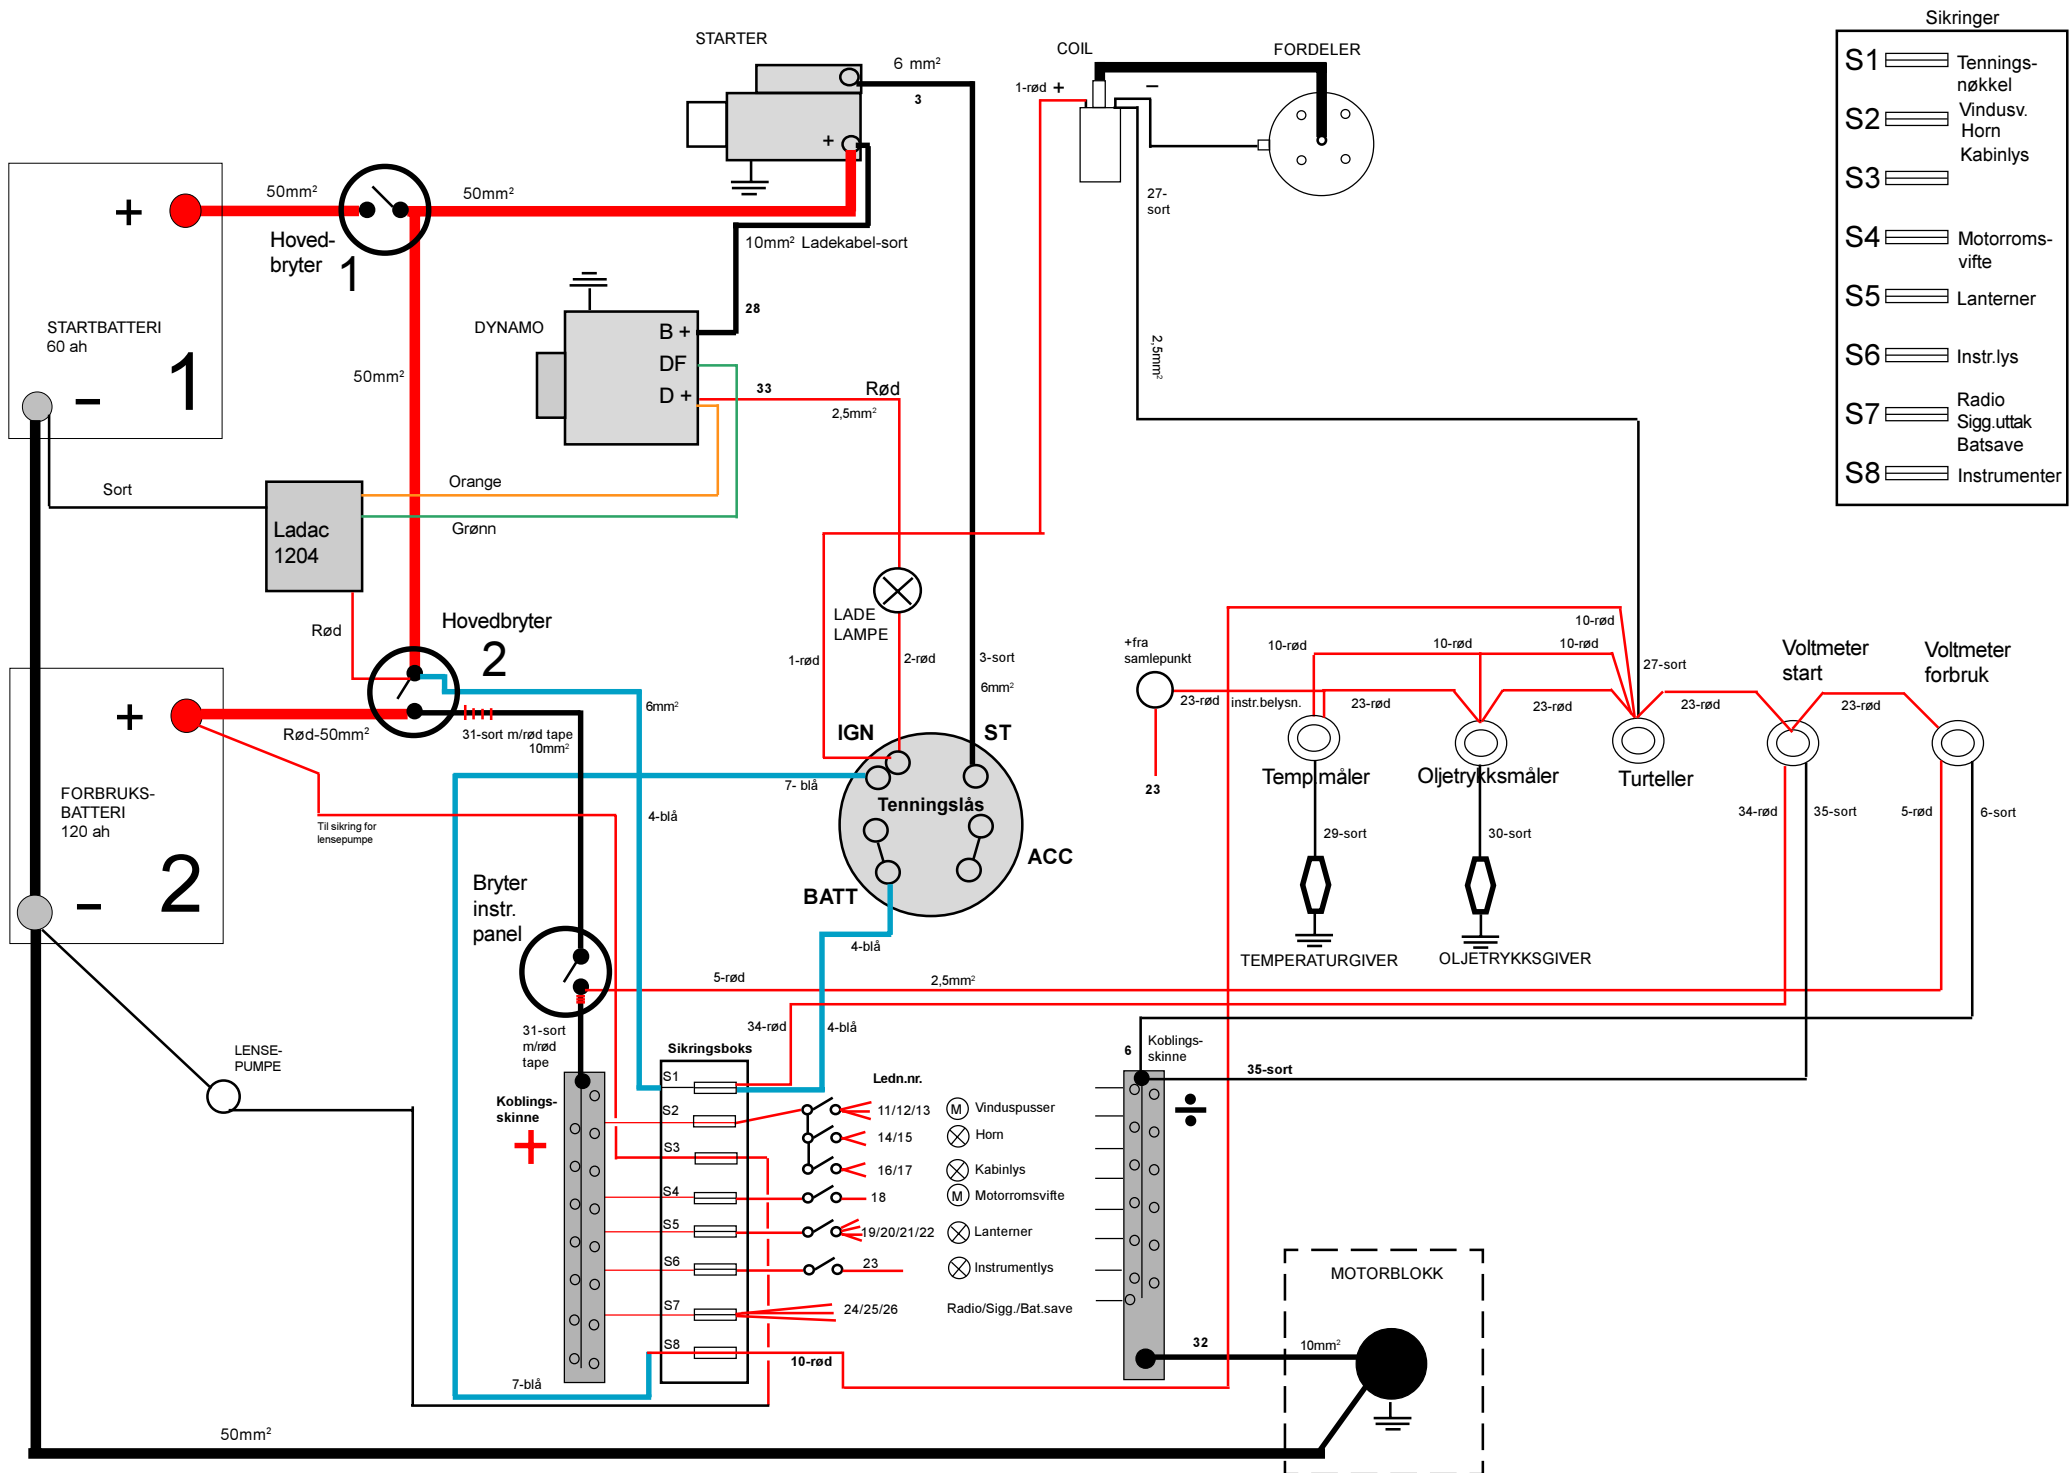 Sikringer
S1
Tennings-
nøkkel
S2
Vindusv.
Horn
Kabinlys
S3
S4
Motorroms-
vifte
S5
Lanterner
S6
Instr.lys
S7
Radio
Sigg.uttak
Batsave
S8
Instrumenter
STARTER
6 mm²
3
+
COIL
FORDELER
1-rød +
−
27-
sort
2,5mm²
50mm²
50mm²
+
Hoved-
bryter
1
10mm² Ladekabel-sort
28
STARTBATTERI
60 ah
1
-
50mm²
DYNAMO
B +
DF
D +
33
Rød
2,5mm²
Sort
Orange
Grønn
Ladac
1204
Rød
Hovedbryter
2
LADE
LAMPE
1-rød
2-rød
3-sort
6mm²
+
Rød-50mm²
31-sort m/rød tape
10mm²
6mm²
4-blå
FORBRUKS-
BATTERI
120 ah
2
-
Til sikring for
lensepumpe
IGN
ST
7- blå
Tenningslås
ACC
BATT
4-blå
+fra
samlepunkt
23-rød
23
instr.belysn.
10-rød
10-rød
10-rød
10-rød
27-sort
23-rød
23-rød
23-rød
23-rød
Voltmeter
start
Voltmeter
forbruk
Temp.måler
Oljetrykksmåler
Turteller
29-sort
30-sort
34-rød
35-sort
5-rød
6-sort
TEMPERATURGIVER
OLJETRYKKSGIVER
Bryter
instr.
panel
5-rød
2,5mm²
34-rød
4-blå
31-sort
m/rød
tape
LENSE-
PUMPE
Koblings-
skinne
+
Sikringsboks
S1
S2
S3
S4
S5
S6
S7
S8
Ledn.nr.
11/12/13
M
Vinduspusser
14/15
Horn
16/17
Kabinlys
18
M
Motorromsvifte
19/20/21/22
Lanterner
23
Instrumentlys
24/25/26
Radio/Sigg./Bat.save
10-rød
7-blå
6
Koblings-
skinne
35-sort
÷
32
10mm²
MOTORBLOKK
50mm²